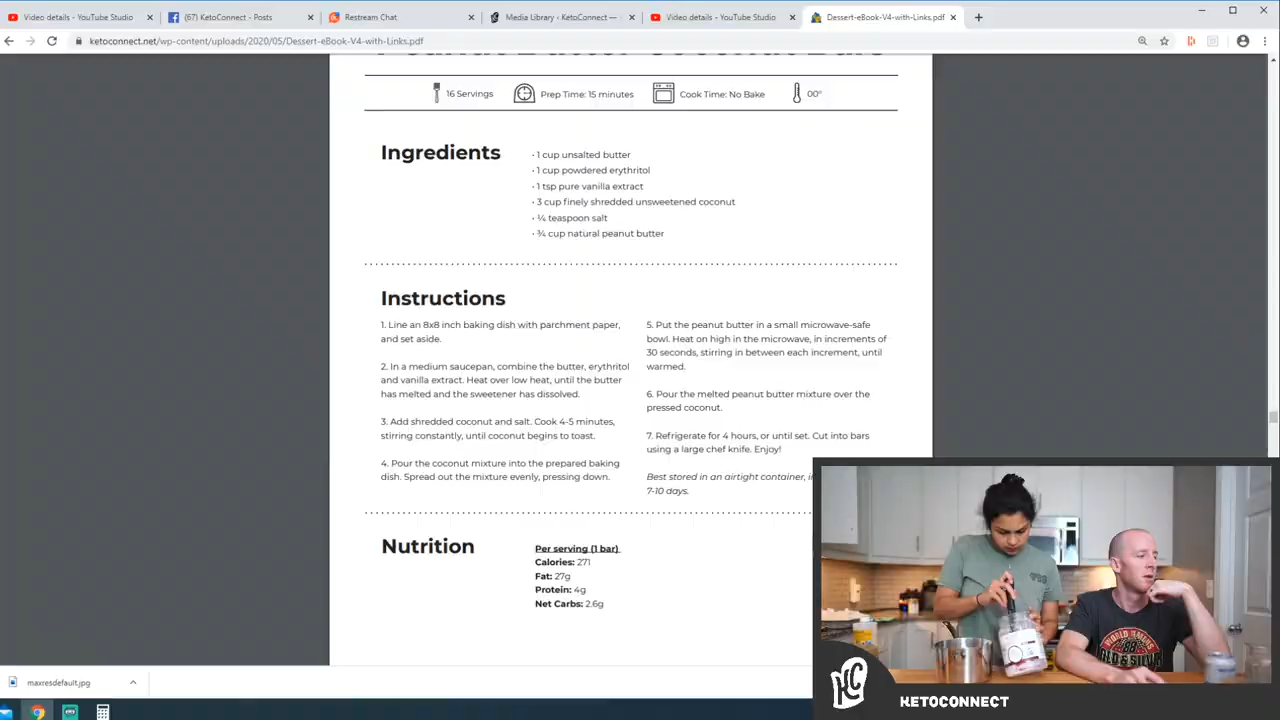 Video details - YouTube Studio
(67) KetoConnect - Posts
Restream Chat
Media Library ‹ KetoConnect —
Video details - YouTube Studio
Dessert-eBook-V4-with-Links.pdf
ketoconnect.net/wp-content/uploads/2020/05/Dessert-eBook-V4-with-Links.pdf
16 Servings
Prep Time: 15 minutes
Cook Time: No Bake
00°
Ingredients
· 1 cup unsalted butter
· 1 cup powdered erythritol
· 1 tsp pure vanilla extract
· 3 cup finely shredded unsweetened coconut
· ¼ teaspoon salt
· ¾ cup natural peanut butter
Instructions
1. Line an 8x8 inch baking dish with parchment paper,
and set aside.
2. In a medium saucepan, combine the butter, erythritol
and vanilla extract. Heat over low heat, until the butter
has melted and the sweetener has dissolved.
3. Add shredded coconut and salt. Cook 4-5 minutes,
stirring constantly, until coconut begins to toast.
4. Pour the coconut mixture into the prepared baking
dish. Spread out the mixture evenly, pressing down.
5. Put the peanut butter in a small microwave-safe
bowl. Heat on high in the microwave, in increments of
30 seconds, stirring in between each increment, until
warmed.
6. Pour the melted peanut butter mixture over the
pressed coconut.
7. Refrigerate for 4 hours, or until set. Cut into bars
using a large chef knife. Enjoy!
Best stored in an airtight container,
7-10 days.
Nutrition
Per serving (1 bar)
Calories: 271
Fat: 27g
Protein: 4g
Net Carbs: 2.6g
maxresdefault.jpg
KC
KETOCONNECT